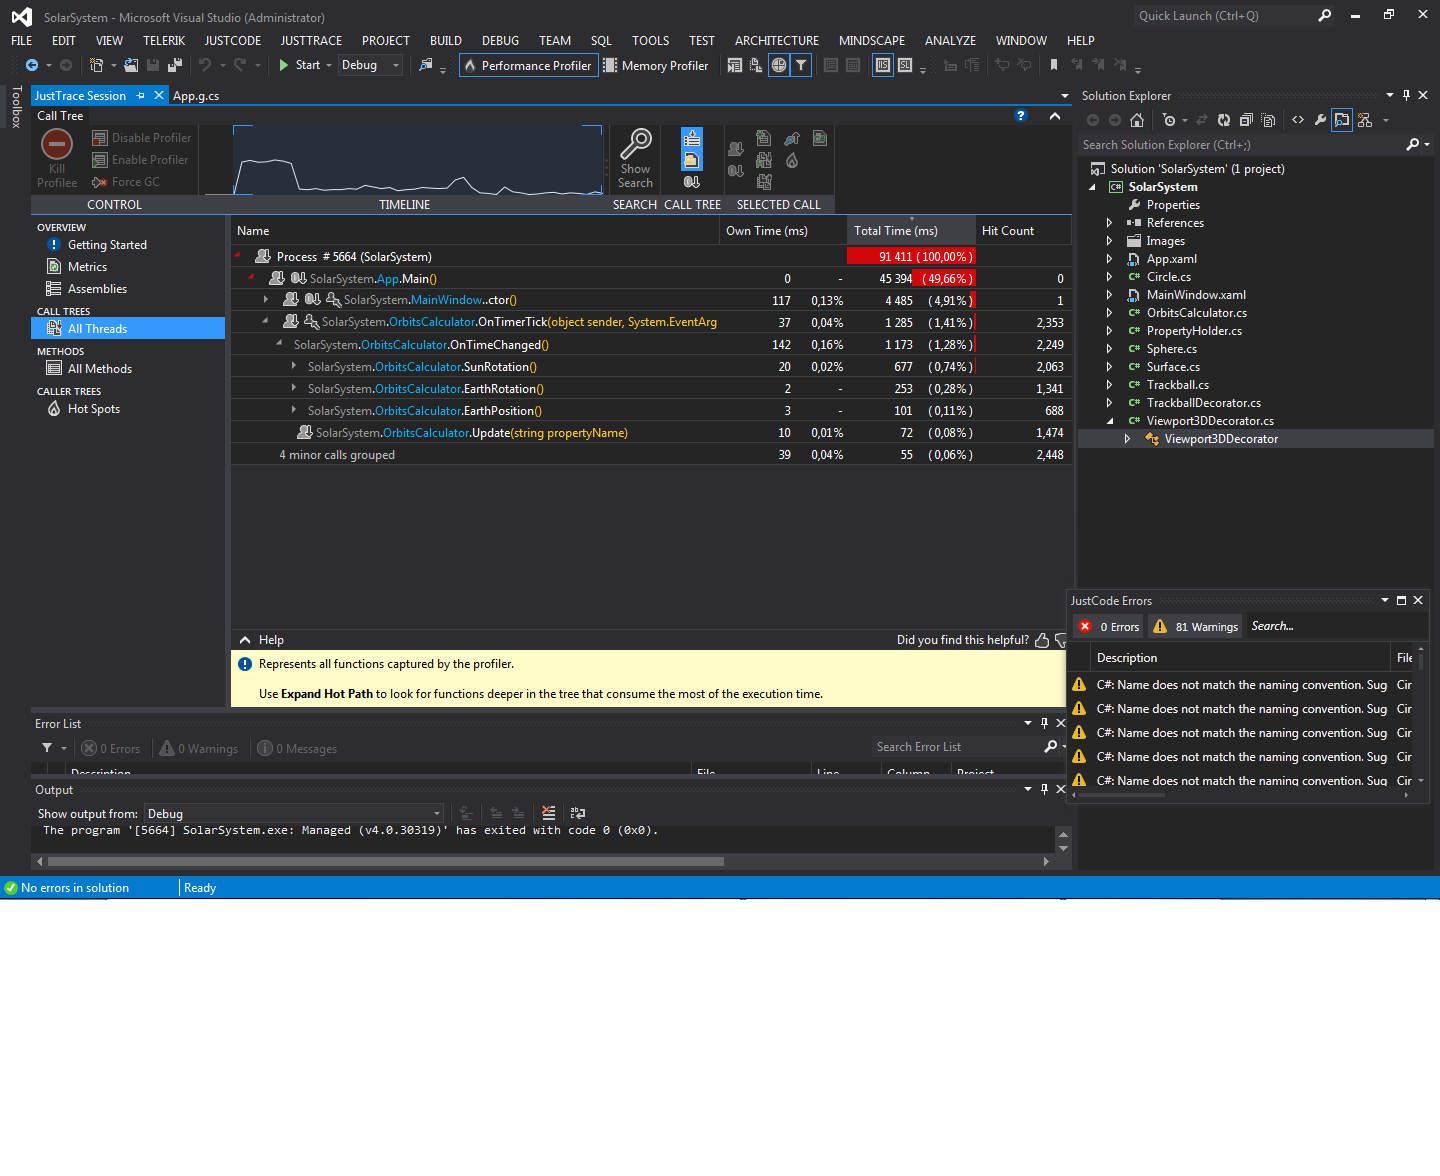 SolarSystem - Microsoft Visual Studio (Administrator)
Quick Launch (Ctrl+Q)
FILE EDIT VIEW TELERIK JUSTCODE JUSTTRACE PROJECT BUILD DEBUG TEAM SQL TOOLS TEST ARCHITECTURE MINDSCAPE ANALYZE WINDOW HELP
Start Debug Performance Profiler Memory Profiler
Toolbox
JustTrace Session App.g.cs
Call Tree
Kill Profilee
Disable Profiler
Enable Profiler
Force GC
Show Search
CONTROL TIMELINE SEARCH CALL TREE SELECTED CALL
OVERVIEW
Getting Started
Metrics
Assemblies
CALL TREES
All Threads
METHODS
All Methods
CALLER TREES
Hot Spots
Name Own Time (ms) Total Time (ms) Hit Count
Process # 5664 (SolarSystem) 91 411 (100,00%)
SolarSystem.App.Main() 0 - 45 394 (49,66%) 0
SolarSystem.MainWindow..ctor() 117 0,13% 4 485 (4,91%) 1
SolarSystem.OrbitsCalculator.OnTimerTick(object sender, System.EventArg 37 0,04% 1 285 (1,41%) 2,353
SolarSystem.OrbitsCalculator.OnTimeChanged() 142 0,16% 1 173 (1,28%) 2,249
SolarSystem.OrbitsCalculator.SunRotation() 20 0,02% 677 (0,74%) 2,063
SolarSystem.OrbitsCalculator.EarthRotation() 2 - 253 (0,28%) 1,341
SolarSystem.OrbitsCalculator.EarthPosition() 3 - 101 (0,11%) 688
SolarSystem.OrbitsCalculator.Update(string propertyName) 10 0,01% 72 (0,08%) 1,474
4 minor calls grouped 39 0,04% 55 (0,06%) 2,448
Help
Did you find this helpful?
Represents all functions captured by the profiler.
Use Expand Hot Path to look for functions deeper in the tree that consume the most of the execution time.
Error List
0 Errors 0 Warnings 0 Messages
Search Error List
Description File Line Column Project
Output
Show output from: Debug
The program '[5664] SolarSystem.exe: Managed (v4.0.30319)' has exited with code 0 (0x0).
Solution Explorer
Search Solution Explorer (Ctrl+;)
Solution 'SolarSystem' (1 project)
C# SolarSystem
Properties
References
Images
App.xaml
C# Circle.cs
MainWindow.xaml
C# OrbitsCalculator.cs
C# PropertyHolder.cs
C# Sphere.cs
C# Surface.cs
C# Trackball.cs
C# TrackballDecorator.cs
C# Viewport3DDecorator.cs
Viewport3DDecorator
JustCode Errors
0 Errors 81 Warnings Search...
Description File
C#: Name does not match the naming convention. Sug Cir
C#: Name does not match the naming convention. Sug Cir
C#: Name does not match the naming convention. Sug Cir
C#: Name does not match the naming convention. Sug Cir
C#: Name does not match the naming convention. Sug Cir
No errors in solution Ready